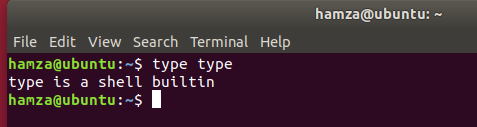 hamza@ubuntu: ~
File Edit View Search Terminal Help
hamza@ubuntu:~$ type type
type is a shell builtin
hamza@ubuntu:~$